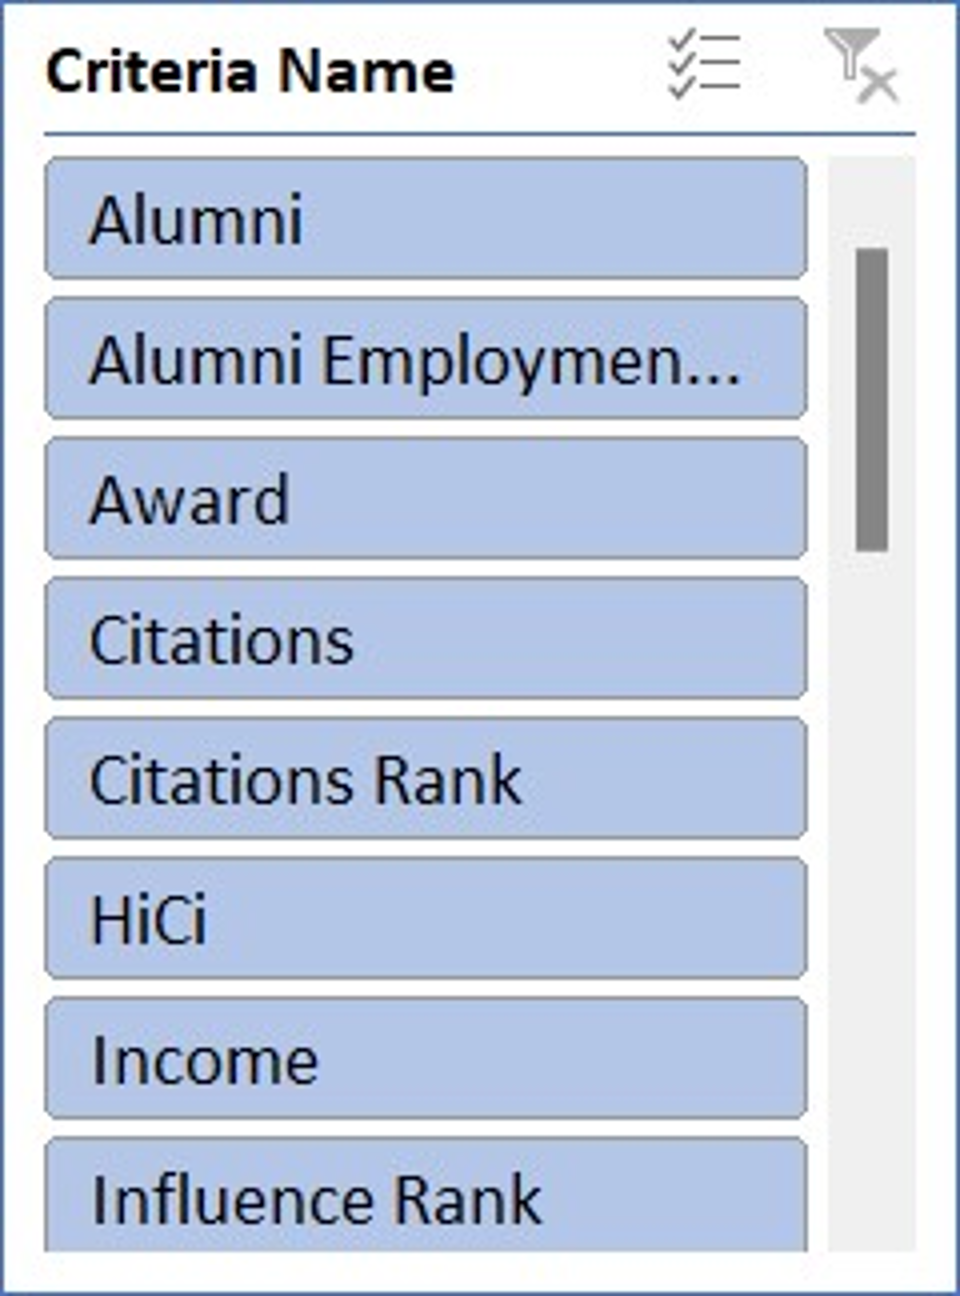 Criteria Name
Alumni
Alumni Employmen...
Award
Citations
Citations Rank
HiCi
Income
Influence Rank